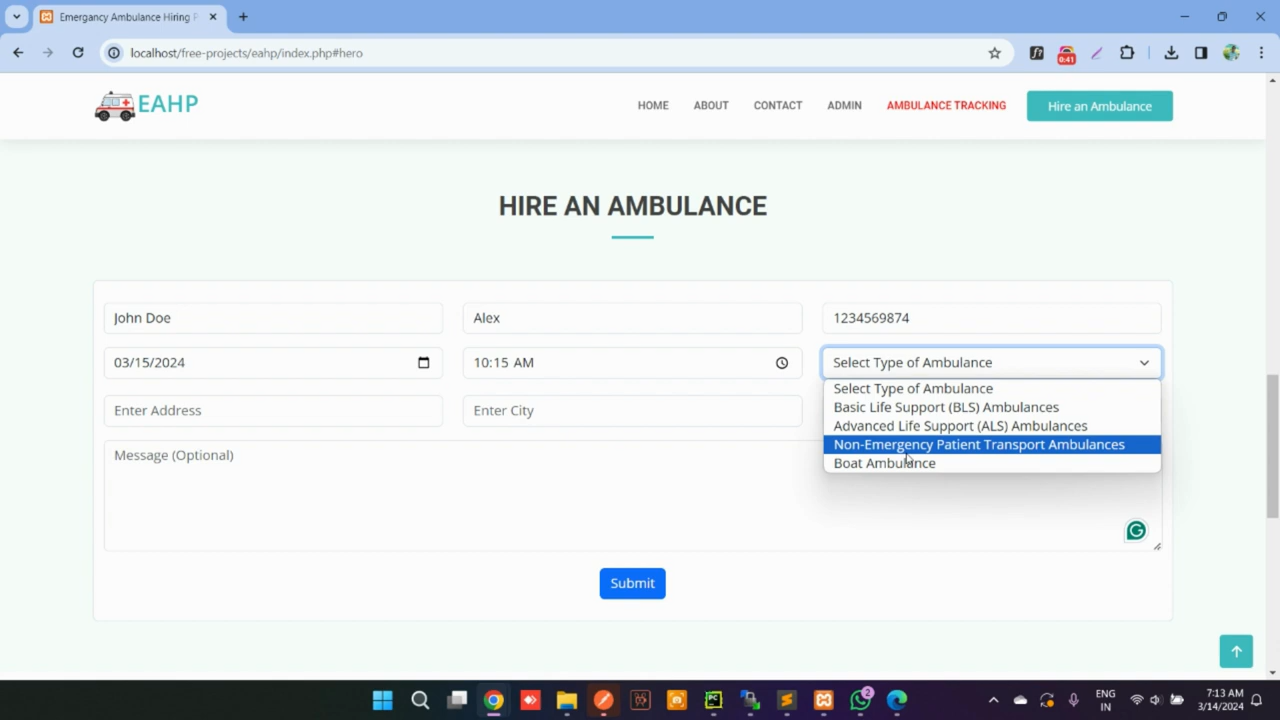 Emergancy Ambulance Hiring P
localhost/free-projects/eahp/index.php#hero
0:41
EAHP
HOME ABOUT CONTACT ADMIN AMBULANCE TRACKING Hire an Ambulance
HIRE AN AMBULANCE
John Doe Alex 1234569874
03/15/2024 10:15 AM Select Type of Ambulance
Select Type of Ambulance
Basic Life Support (BLS) Ambulances
Advanced Life Support (ALS) Ambulances
Non-Emergency Patient Transport Ambulances
Boat Ambulance
Enter Address Enter City
Message (Optional)
Submit
2
ENG
IN
7:13 AM
3/14/2024